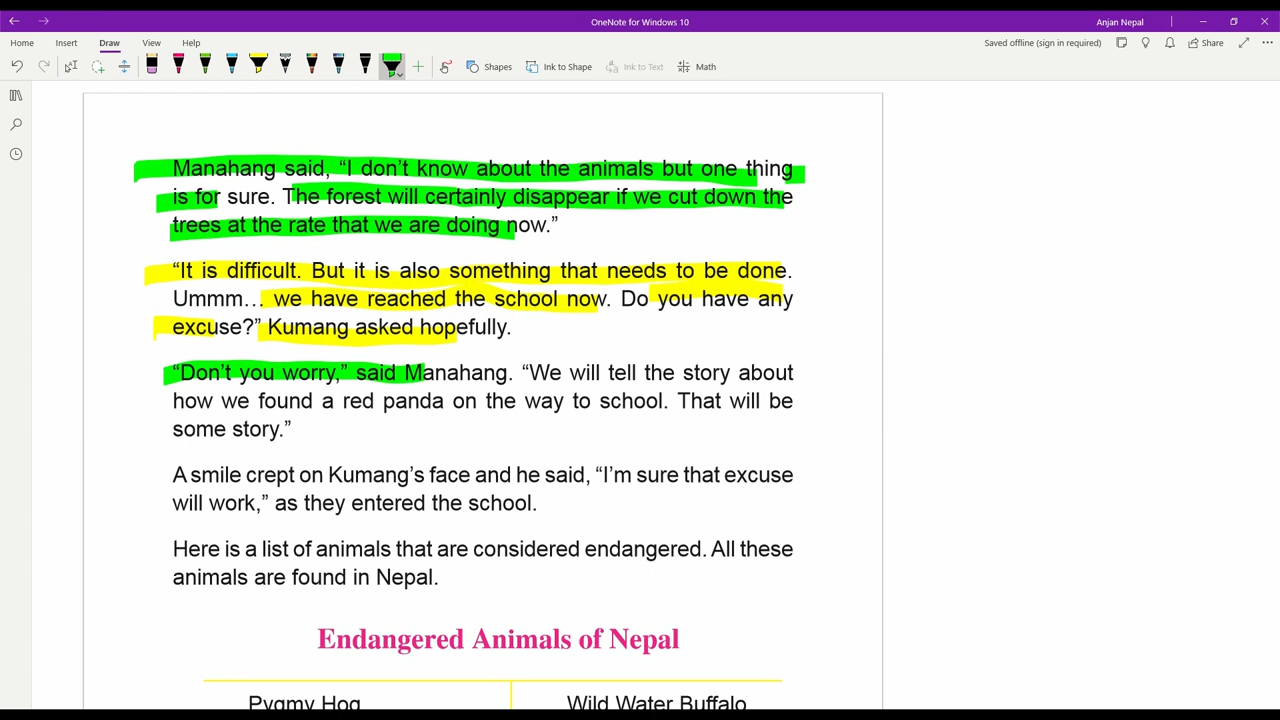 OneNote for Windows 10
Anjan Nepal
Home Insert Draw View Help
Saved offline (sign in required)
Share
Shapes
Ink to Shape
Ink to Text
Math
Manahang said, “I don’t know about the animals but one thing
is for sure. The forest will certainly disappear if we cut down the
trees at the rate that we are doing now.”
“It is difficult. But it is also something that needs to be done.
Ummm… we have reached the school now. Do you have any
excuse?” Kumang asked hopefully.
“Don’t you worry,” said Manahang. “We will tell the story about
how we found a red panda on the way to school. That will be
some story.”
A smile crept on Kumang’s face and he said, “I’m sure that excuse
will work,” as they entered the school.
Here is a list of animals that are considered endangered. All these
animals are found in Nepal.
Endangered Animals of Nepal
Pygmy Hog
Wild Water Buffalo